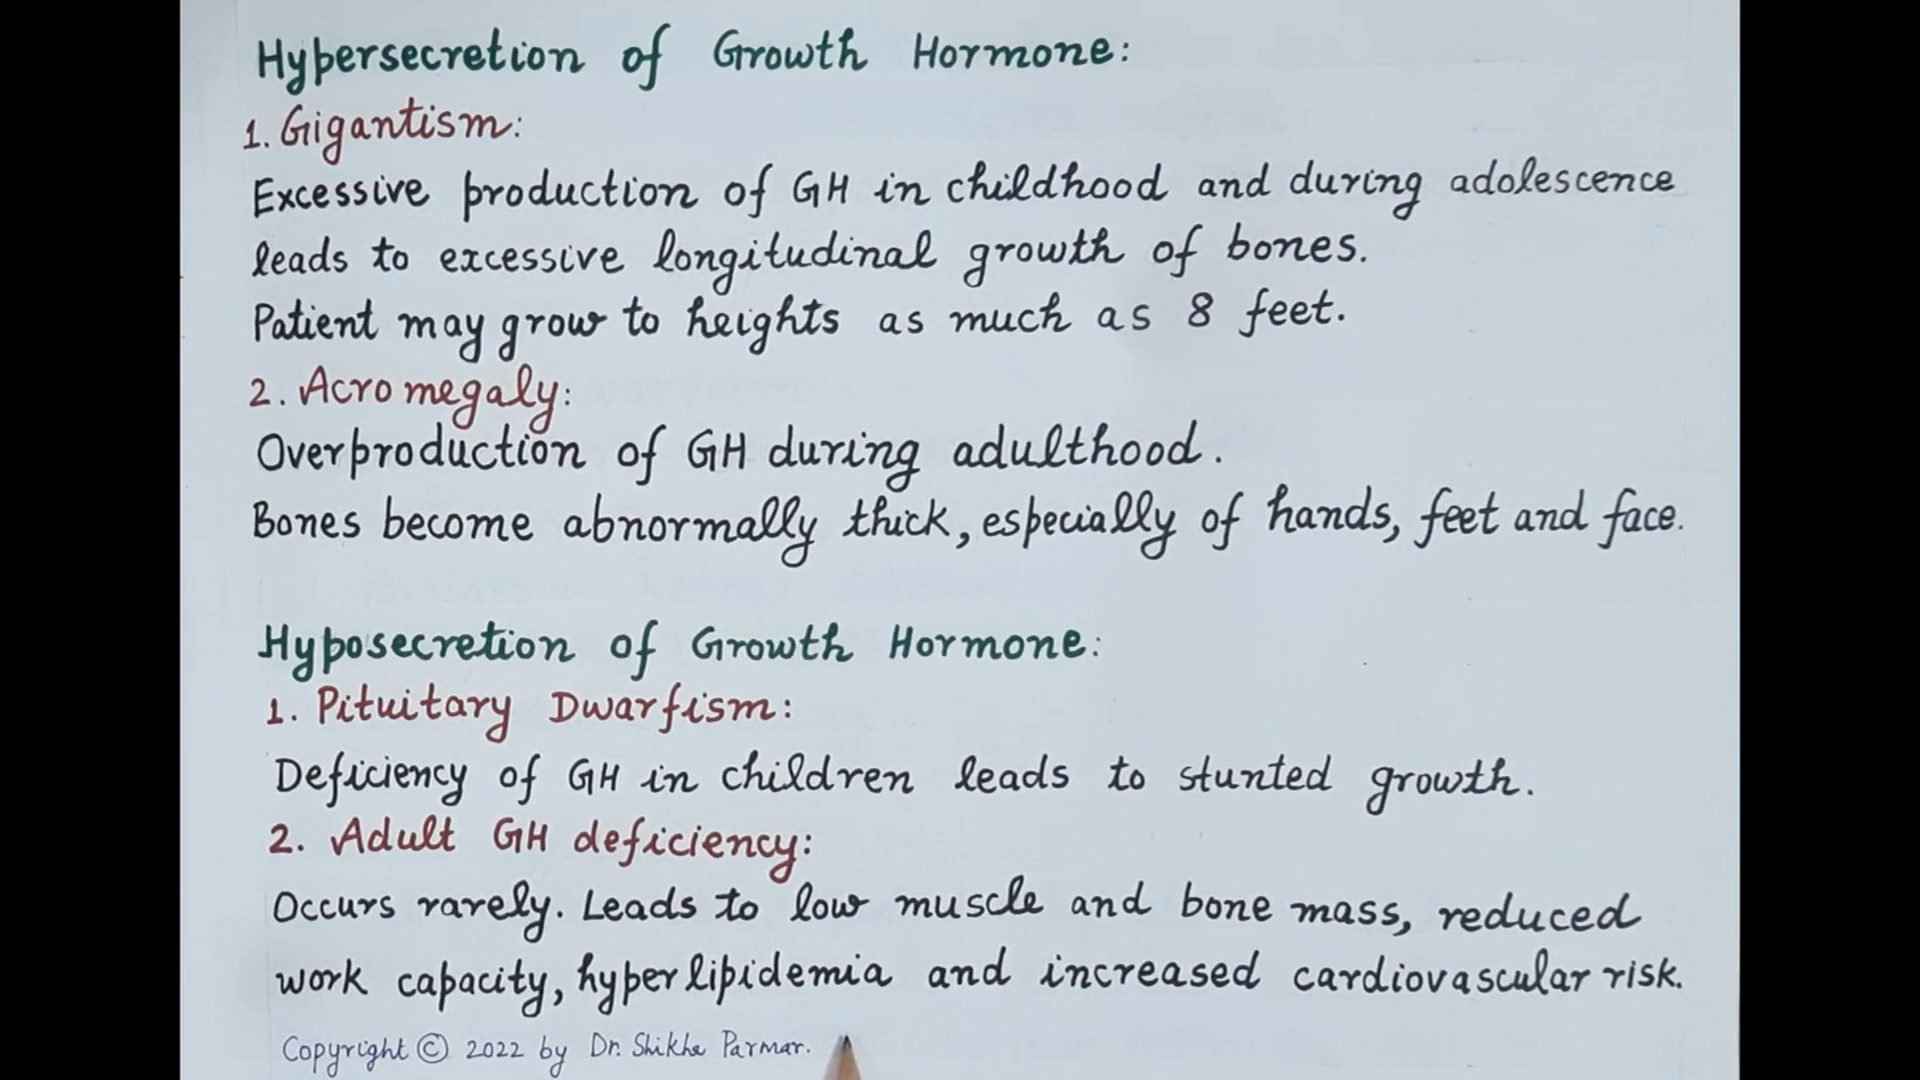 Hypersecretion of Growth Hormone:
1. Gigantism:
Excessive production of GH in childhood and during adolescence
leads to excessive longitudinal growth of bones.
Patient may grow to heights as much as 8 feet.
2. Acromegaly:
Overproduction of GH during adulthood.
Bones become abnormally thick, especially of hands, feet and face.
Hyposecretion of Growth Hormone:
1. Pituitary Dwarfism:
Deficiency of GH in children leads to stunted growth.
2. Adult GH deficiency:
Occurs rarely. Leads to low muscle and bone mass, reduced
work capacity, hyperlipidemia and increased cardiovascular risk.
Copyright © 2022 by Dr. Shikha Parmar.